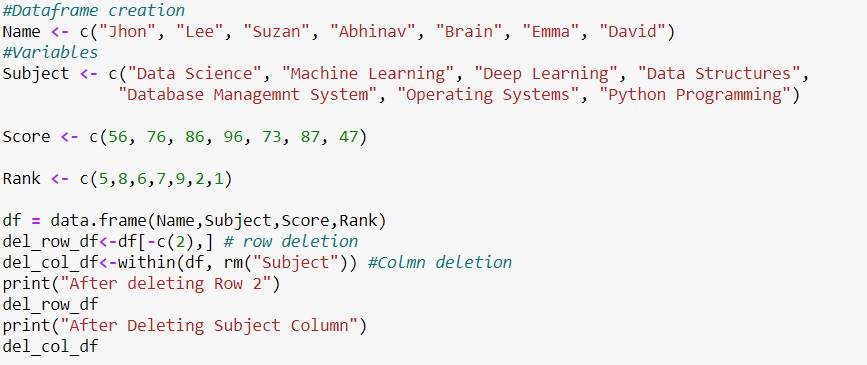 #Dataframe creation
Name <- c("Jhon", "Lee", "Suzan", "Abhinav", "Brain", "Emma", "David")
#Variables
Subject <- c("Data Science", "Machine Learning", "Deep Learning", "Data Structures",
"Database Managemnt System", "Operating Systems", "Python Programming")
Score <- c(56, 76, 86, 96, 73, 87, 47)
Rank <- c(5,8,6,7,9,2,1)
df = data.frame(Name,Subject,Score,Rank)
del_row_df<-df[-c(2),] # row deletion
del_col_df<-within(df, rm("Subject")) #Colmn deletion
print("After deleting Row 2")
del_row_df
print("After Deleting Subject Column")
del_col_df